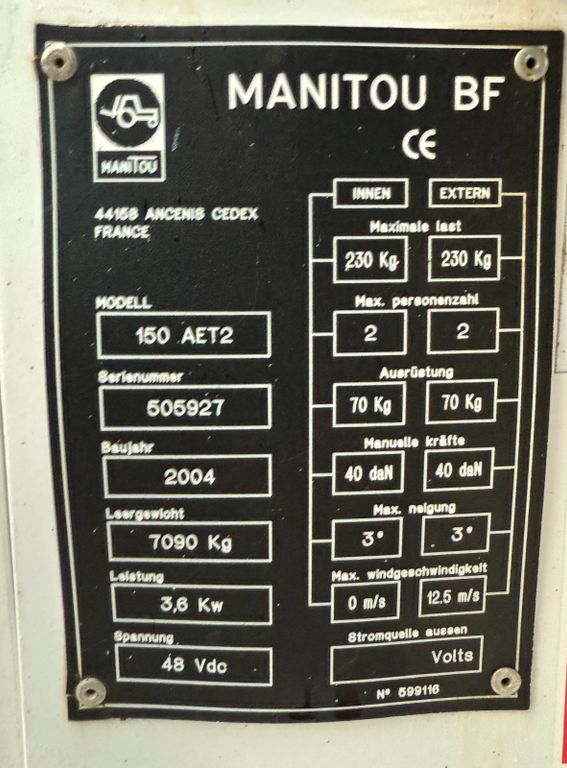 MANITOU BF
MANITOU
CE
44158 ANCENIS CEDEX
FRANCE
MODELL
150 AET2
Serienummer
505927
Baujahr
2004
Leergewicht
7090 Kg
Leistung
3,6 Kw
Spannung
48 Vdc
INNEN EXTERN
Maximale last
230 Kg 230 Kg
Max. personenzahl
2 2
Ausrüstung
70 Kg 70 Kg
Manuelle kräfte
40 daN 40 daN
Max. neigung
3° 3°
Max. windgeschwindigkeit
0 m/s 12.5 m/s
Stromquelle aussen
Volts
N° 599116